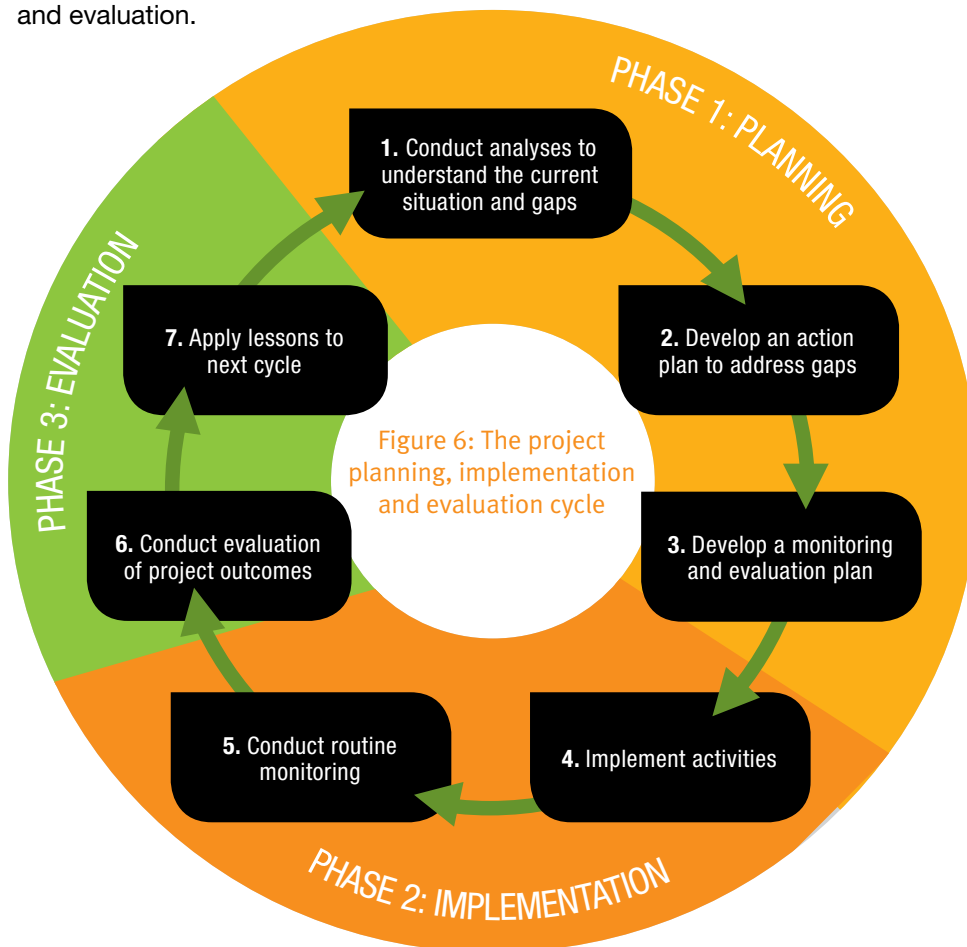 and evaluation.
PHASE 1: PLANNING
1. Conduct analyses to
understand the current
situation and gaps
2. Develop an action
plan to address gaps
3. Develop a monitoring
and evaluation plan
PHASE 2: IMPLEMENTATION
4. Implement activities
5. Conduct routine
monitoring
PHASE 3: EVALUATION
6. Conduct evaluation
of project outcomes
7. Apply lessons to
next cycle
Figure 6: The project
planning, implementation
and evaluation cycle